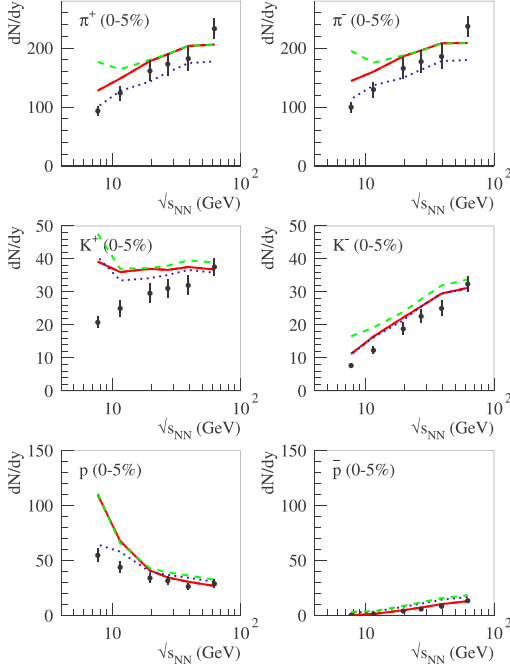 dN/dy
π⁺ (0-5%)
200
100
0
10
10²
√s_NN (GeV)
dN/dy
π⁻ (0-5%)
200
100
0
10
10²
√s_NN (GeV)
dN/dy
K⁺ (0-5%)
50
40
30
20
10
0
10
10²
√s_NN (GeV)
dN/dy
K⁻ (0-5%)
50
40
30
20
10
0
10
10²
√s_NN (GeV)
dN/dy
p (0-5%)
150
100
50
0
10
10²
√s_NN (GeV)
dN/dy
p̄ (0-5%)
150
100
50
0
10
10²
√s_NN (GeV)